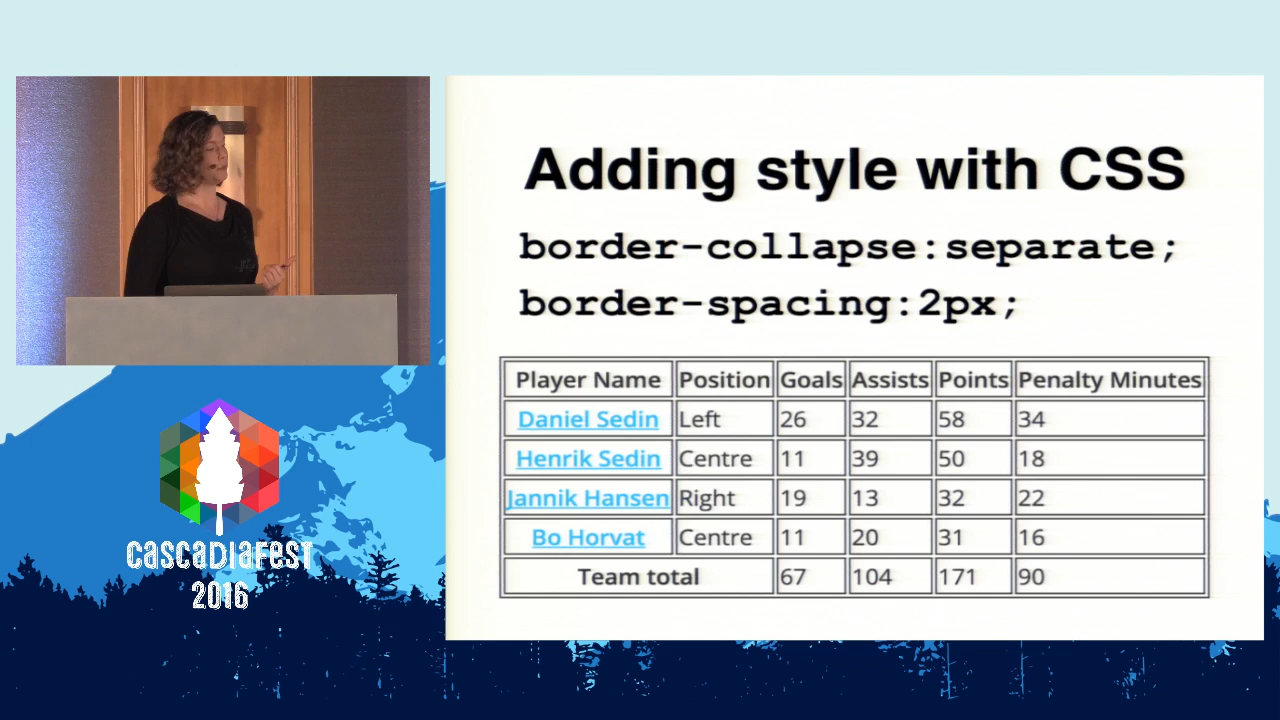 Adding style with CSS
border-collapse:separate;
border-spacing:2px;
Player Name Position Goals Assists Points Penalty Minutes
Daniel Sedin Left 26 32 58 34
Henrik Sedin Centre 11 39 50 18
Jannik Hansen Right 19 13 32 22
Bo Horvat Centre 11 20 31 16
Team total 67 104 171 90
CascadiaFest
2016